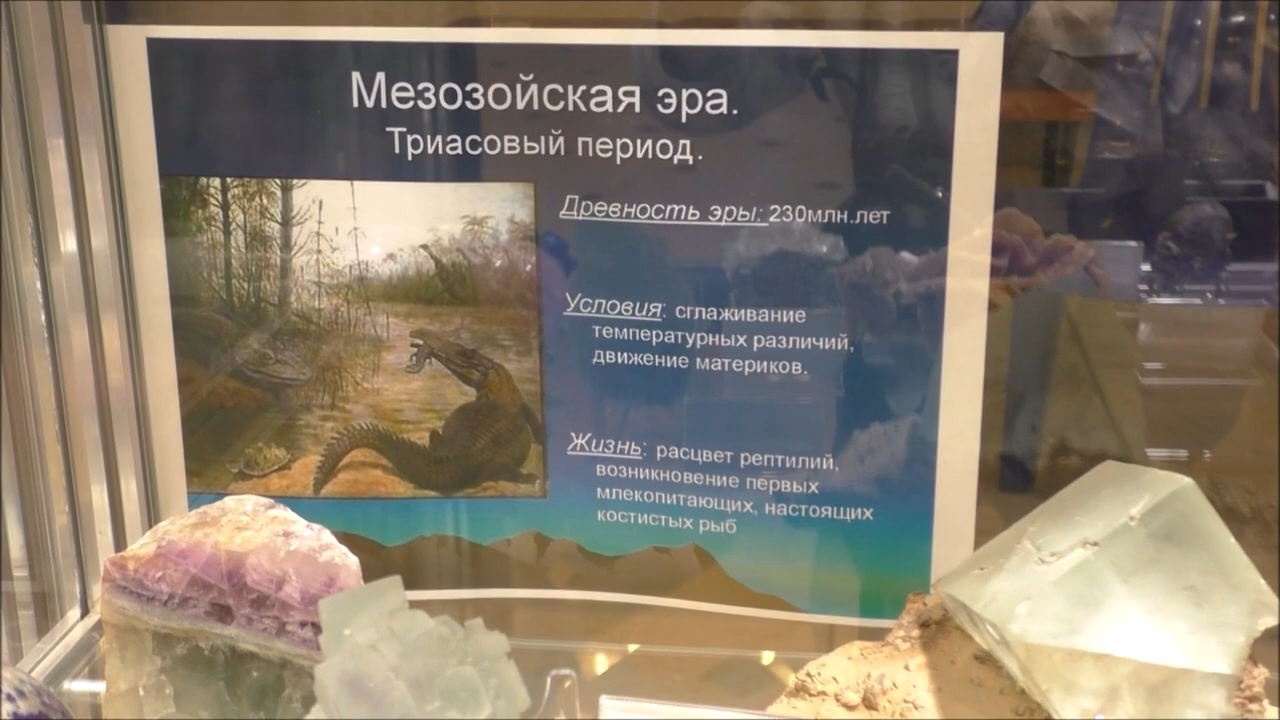 Мезозойская эра.
Триасовый период.
Древность эры: 230млн.лет
Условия: сглаживание
температурных различий,
движение материков.
Жизнь: расцвет рептилий,
возникновение первых
млекопитающих, настоящих
костистых рыб